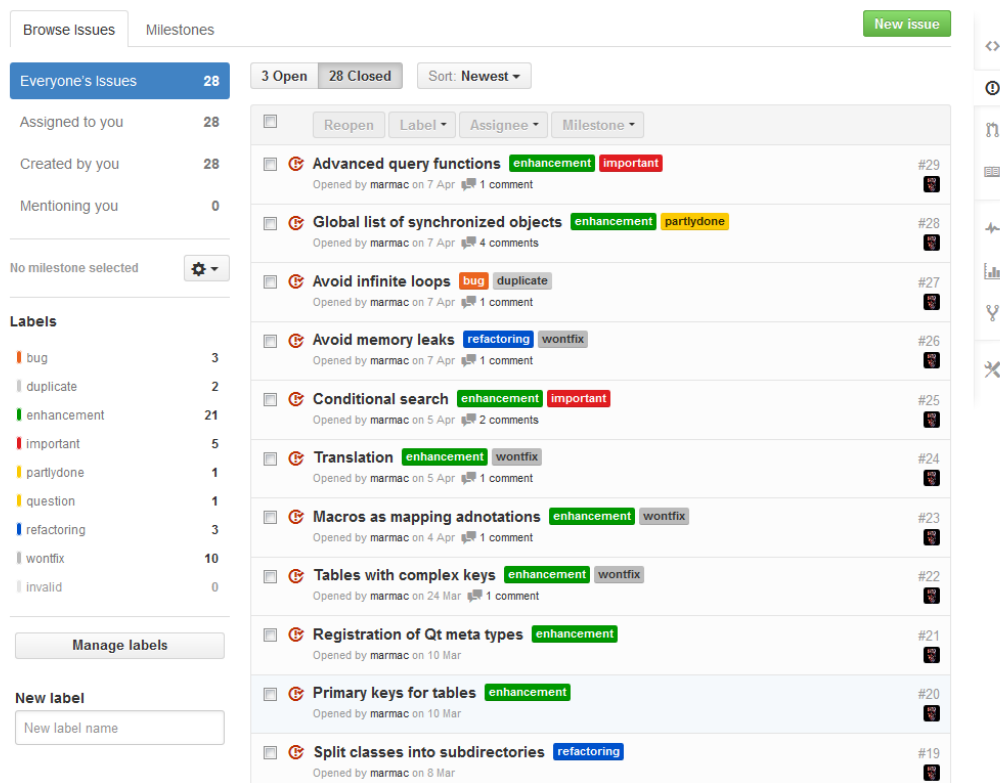 Browse Issues Milestones New issue
Everyone's Issues 28
Assigned to you 28
Created by you 28
Mentioning you 0
No milestone selected
Labels
bug 3
duplicate 2
enhancement 21
important 5
partlydone 1
question 1
refactoring 3
wontfix 10
invalid 0
Manage labels
New label
New label name
3 Open 28 Closed Sort: Newest
Reopen Label Assignee Milestone
Advanced query functions enhancement important #29
Opened by marmac on 7 Apr 1 comment
Global list of synchronized objects enhancement partlydone #28
Opened by marmac on 7 Apr 4 comments
Avoid infinite loops bug duplicate #27
Opened by marmac on 7 Apr 1 comment
Avoid memory leaks refactoring wontfix #26
Opened by marmac on 7 Apr 1 comment
Conditional search enhancement important #25
Opened by marmac on 5 Apr 2 comments
Translation enhancement wontfix #24
Opened by marmac on 5 Apr 1 comment
Macros as mapping adnotations enhancement wontfix #23
Opened by marmac on 4 Apr 1 comment
Tables with complex keys enhancement wontfix #22
Opened by marmac on 24 Mar 1 comment
Registration of Qt meta types enhancement #21
Opened by marmac on 10 Mar
Primary keys for tables enhancement #20
Opened by marmac on 10 Mar
Split classes into subdirectories refactoring #19
Opened by marmac on 8 Mar